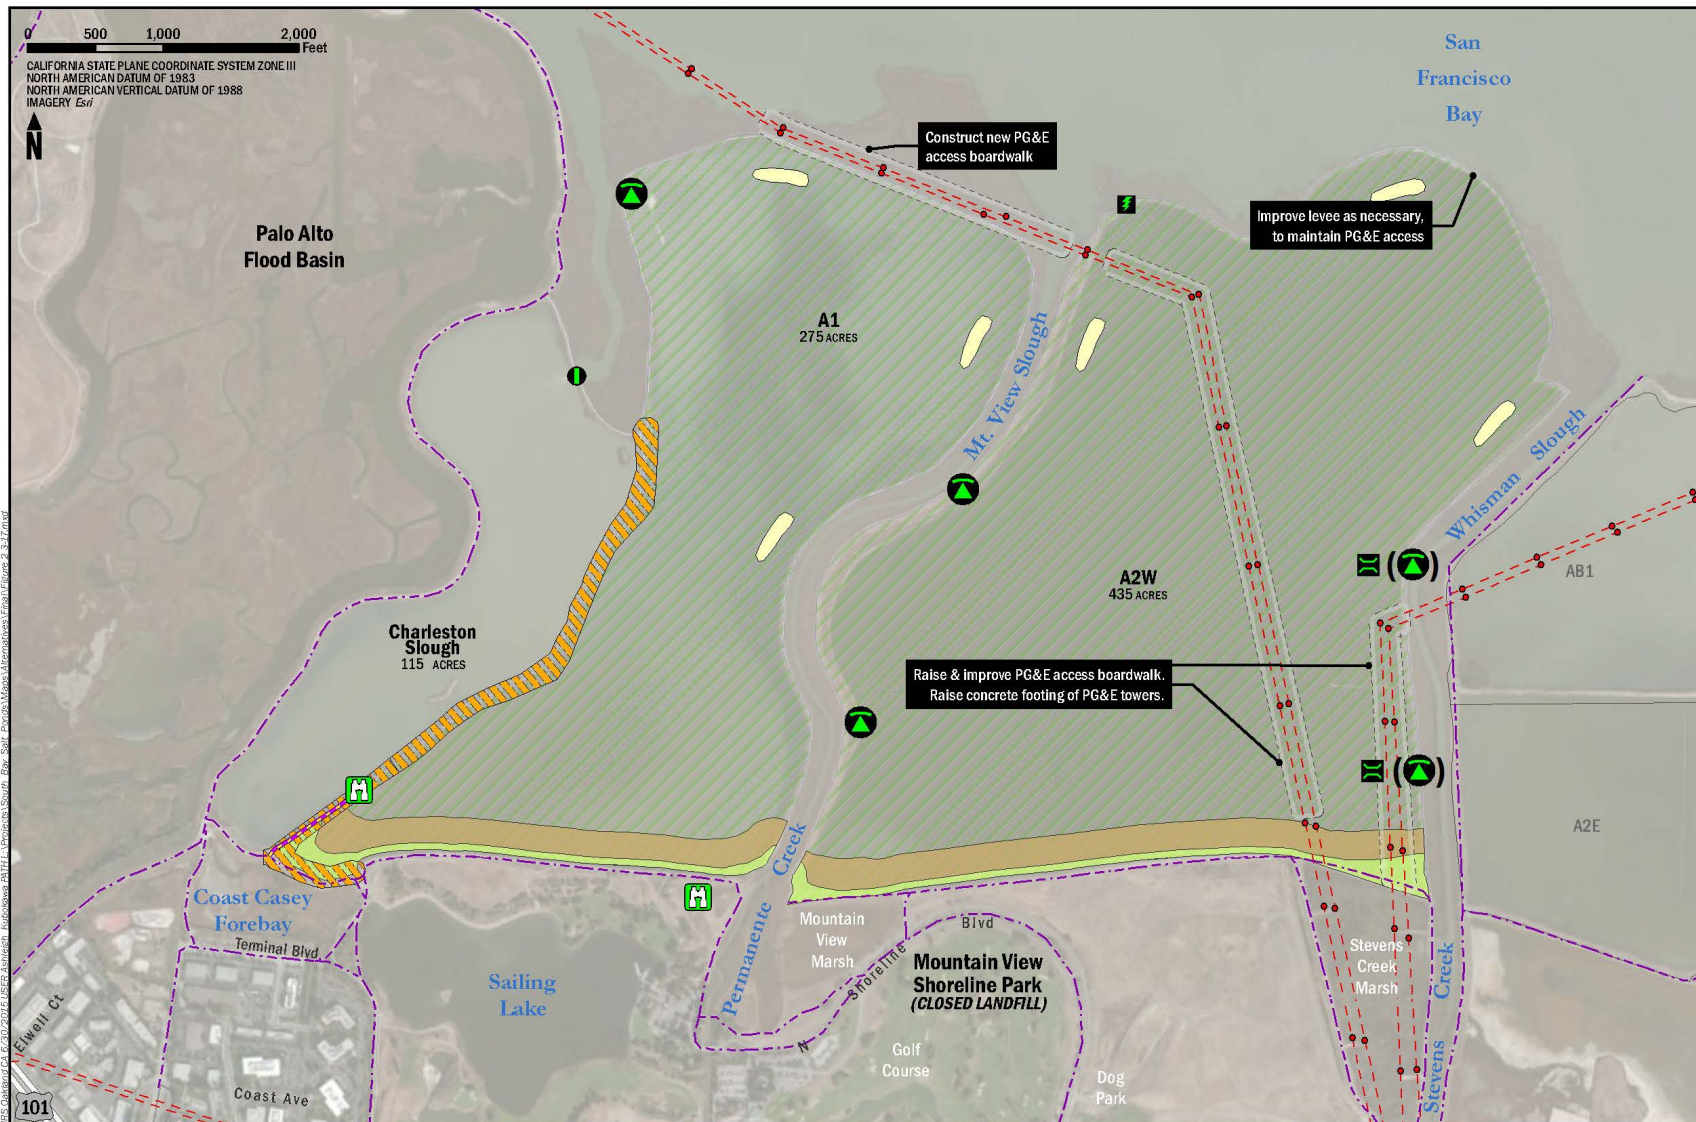 0 500 1,000 2,000
Feet
CALIFORNIA STATE PLANE COORDINATE SYSTEM ZONE III
NORTH AMERICAN DATUM OF 1983
NORTH AMERICAN VERTICAL DATUM OF 1988
IMAGERY Esri
N
San
Francisco
Bay
Construct new PG&E
access boardwalk
Improve levee as necessary,
to maintain PG&E access
Palo Alto
Flood Basin
A1
275 ACRES
Mt. View Slough
Whisman Slough
AB1
A2W
435 ACRES
Charleston
Slough
115 ACRES
Raise & improve PG&E access boardwalk.
Raise concrete footing of PG&E towers.
A2E
Coast Casey
Forebay
Terminal Blvd
Permanente Creek
Mountain
View
Marsh
N Shoreline Blvd
Mountain View
Shoreline Park
(CLOSED LANDFILL)
Stevens
Creek
Marsh
Stevens Creek
Sailing
Lake
Golf
Course
Dog
Park
Elwell Ct
Coast Ave
101